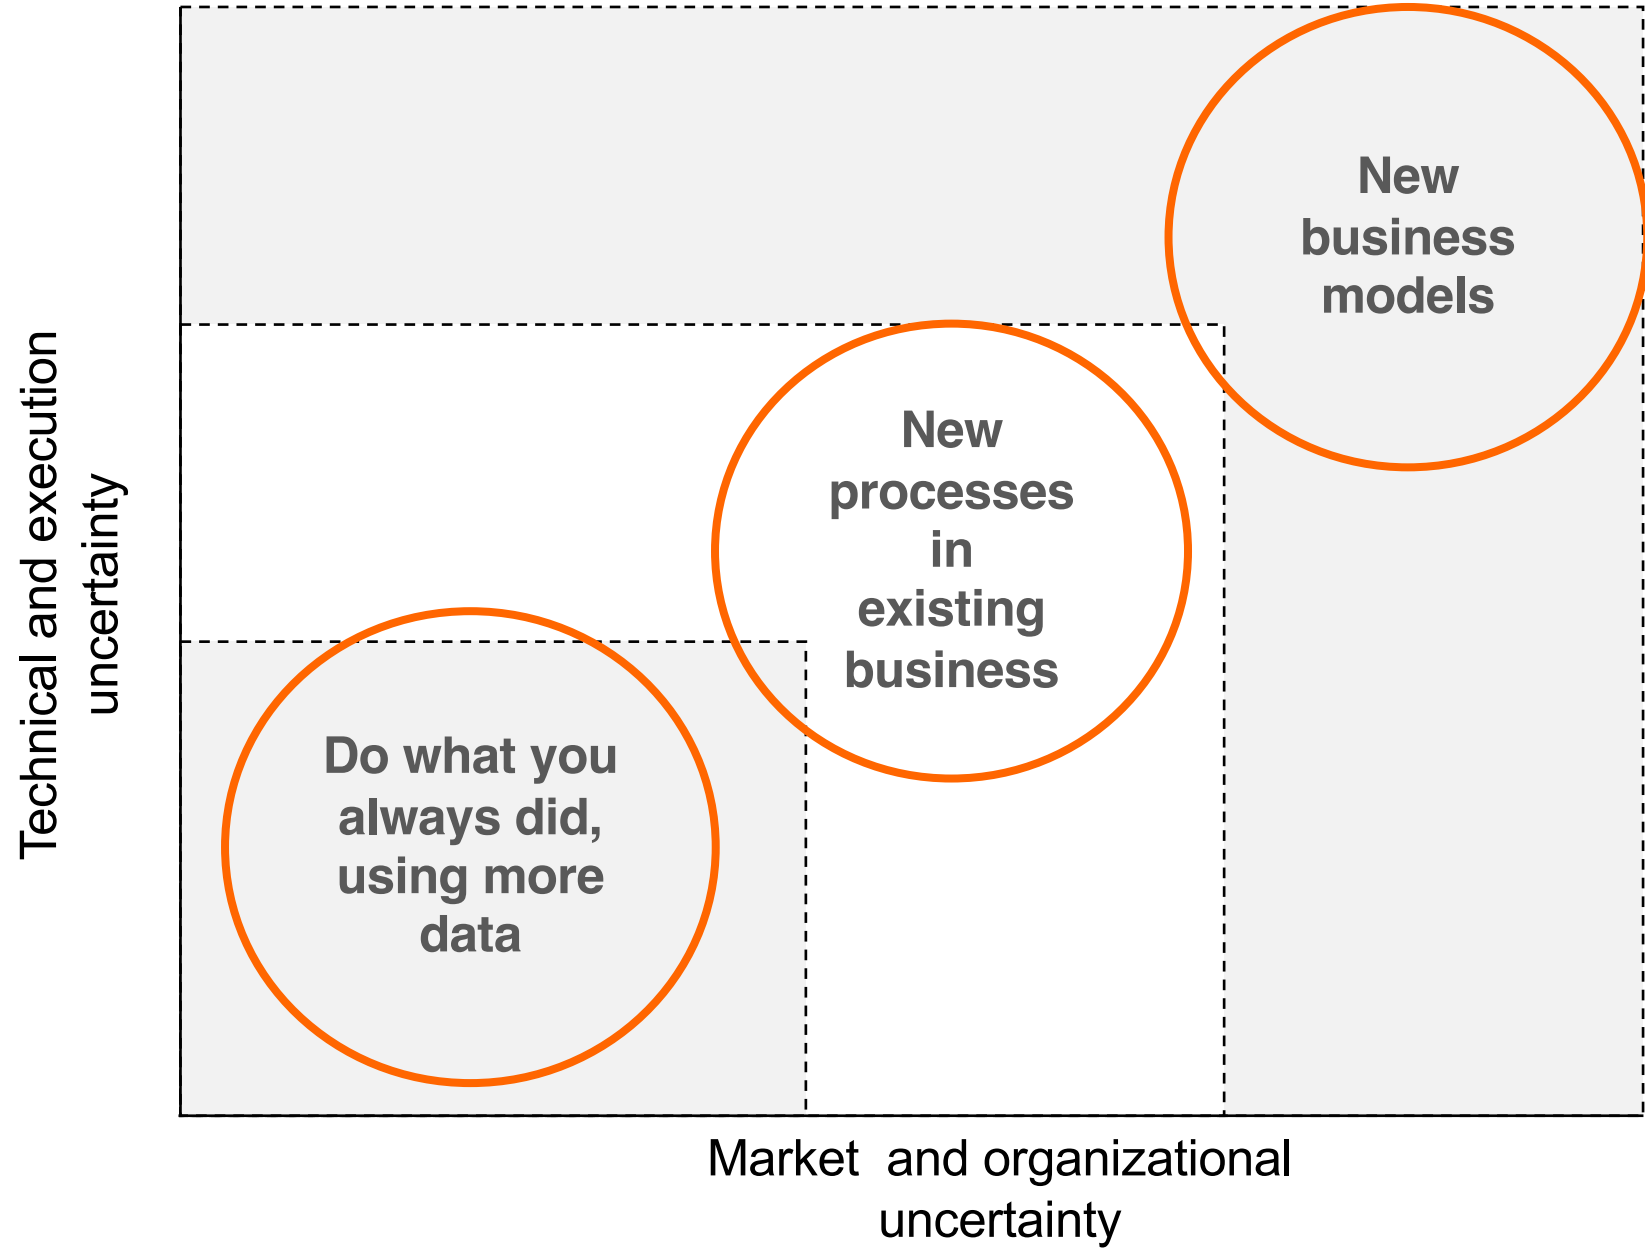 New
business
models
Technical and execution
uncertainty
New
processes
in
existing
business
Do what you
always did,
using more
data
Market  and organizational
uncertainty